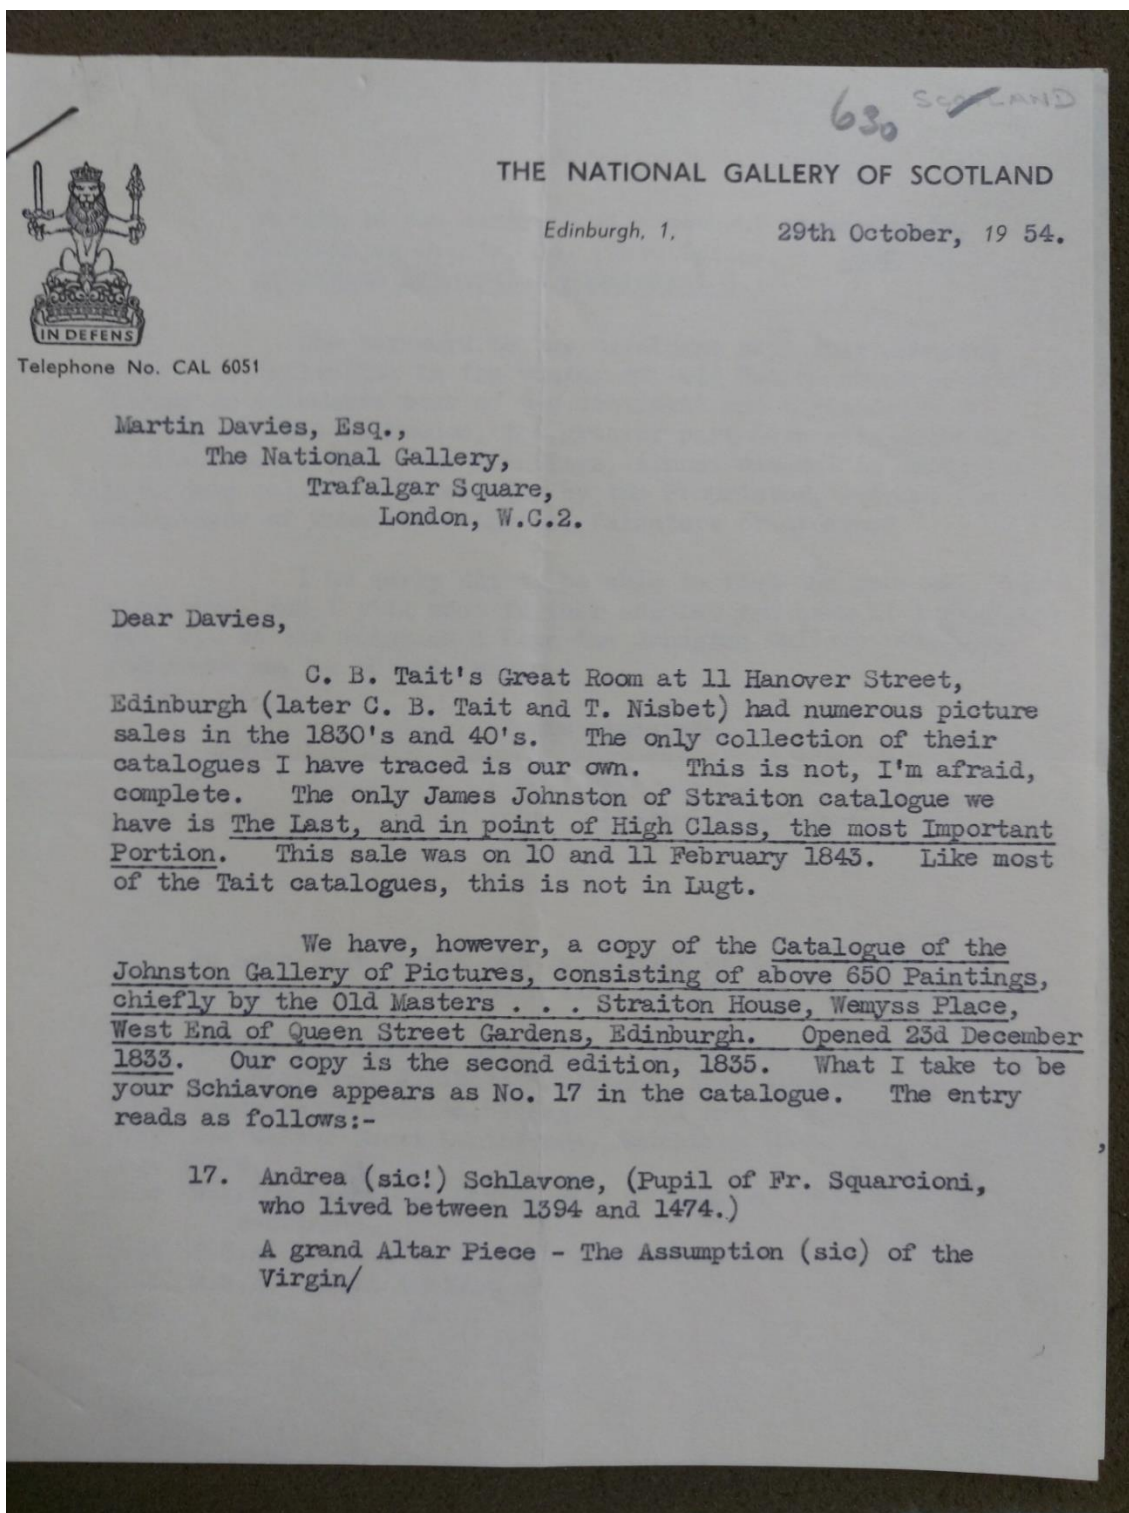 630 SCOTLAND
THE NATIONAL GALLERY OF SCOTLAND
Edinburgh, 1, 29th October, 19 54.
IN DEFENS
Telephone No. CAL 6051
Martin Davies, Esq.,
The National Gallery,
Trafalgar Square,
London, W.C.2.
Dear Davies,
C. B. Tait's Great Room at 11 Hanover Street,
Edinburgh (later C. B. Tait and T. Nisbet) had numerous picture
sales in the 1830's and 40's. The only collection of their
catalogues I have traced is our own. This is not, I'm afraid,
complete. The only James Johnston of Straiton catalogue we
have is The Last, and in point of High Class, the most Important
Portion. This sale was on 10 and 11 February 1843. Like most
of the Tait catalogues, this is not in Lugt.
We have, however, a copy of the Catalogue of the
Johnston Gallery of Pictures, consisting of above 650 Paintings,
chiefly by the Old Masters . . . Straiton House, Wemyss Place,
West End of Queen Street Gardens, Edinburgh. Opened 23d December
1833. Our copy is the second edition, 1835. What I take to be
your Schiavone appears as No. 17 in the catalogue. The entry
reads as follows:-
17. Andrea (sic!) Schlavone, (Pupil of Fr. Squarcioni,
who lived between 1394 and 1474.)
A grand Altar Piece - The Assumption (sic) of the
Virgin/